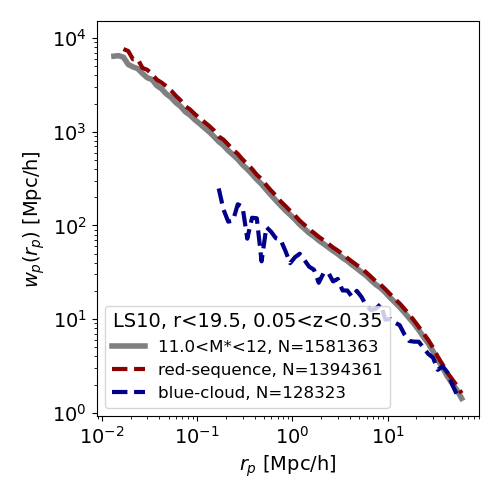 10⁴
10³
10²
10¹
10⁰
w_p(r_p) [Mpc/h]
LS10, r<19.5, 0.05<z<0.35
11.0<M*<12, N=1581363
red-sequence, N=1394361
blue-cloud, N=128323
10⁻² 10⁻¹ 10⁰ 10¹
r_p [Mpc/h]